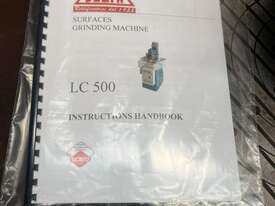 SURFACES
GRINDING MACHINE
LC 500
INSTRUCTIONS HANDBOOK